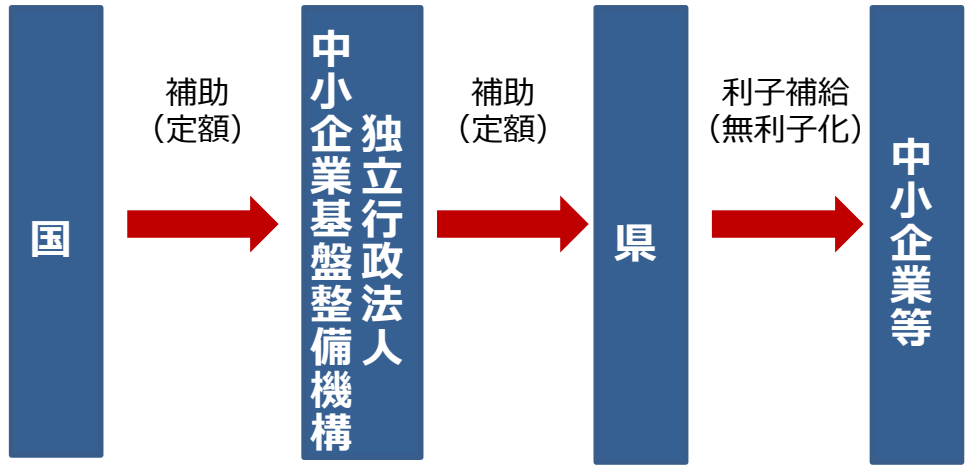 国
補助
（定額）
独立行政法人
中小企業基盤整備機構
補助
（定額）
県
利子補給
（無利子化）
中小企業等